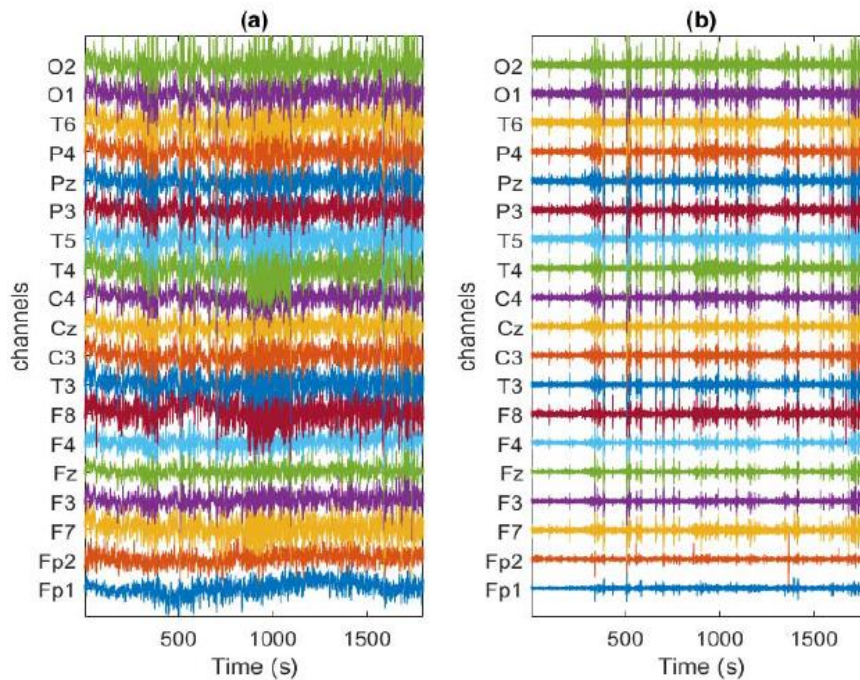 (a)
channels
O2
O1
T6
P4
Pz
P3
T5
T4
C4
Cz
C3
T3
F8
F4
Fz
F3
F7
Fp2
Fp1
500 1000 1500
Time (s)
(b)
channels
O2
O1
T6
P4
Pz
P3
T5
T4
C4
Cz
C3
T3
F8
F4
Fz
F3
F7
Fp2
Fp1
500 1000 1500
Time (s)